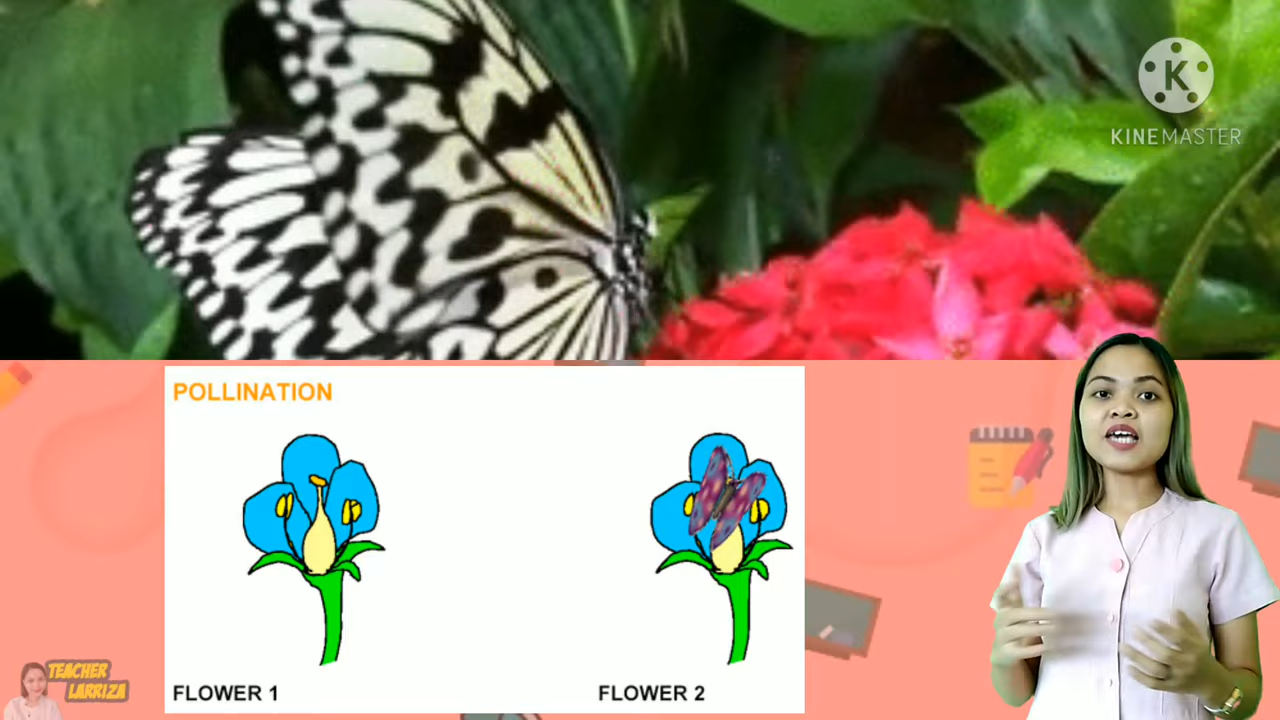 K
KINEMASTER
POLLINATION
FLOWER 1
FLOWER 2
TEACHER
LARRIZA